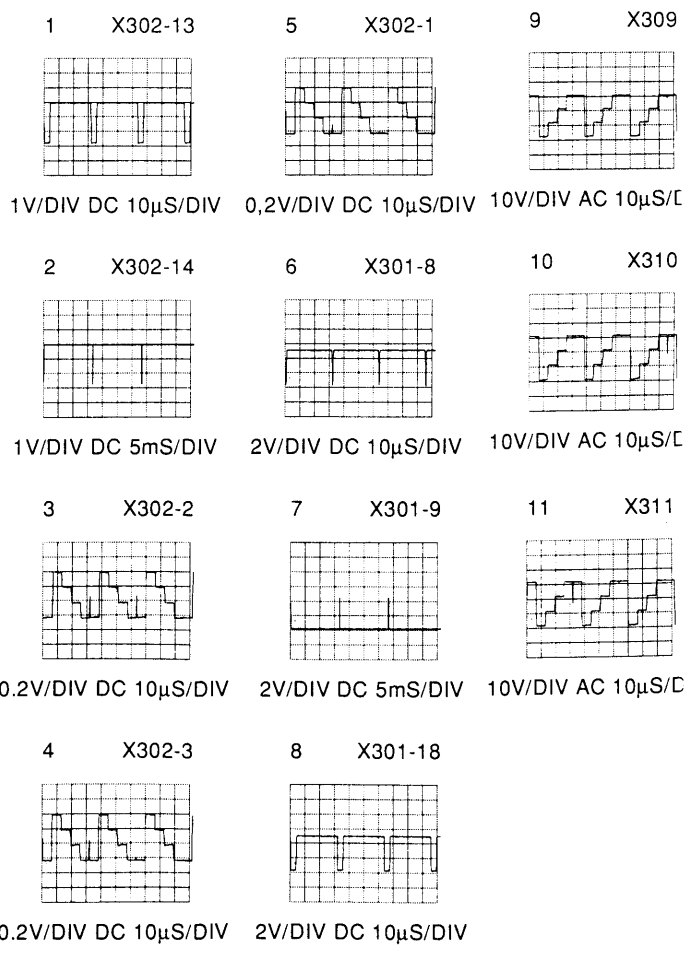 1 X302-13
1V/DIV DC 10µS/DIV
2 X302-14
1V/DIV DC 5mS/DIV
3 X302-2
0.2V/DIV DC 10µS/DIV
4 X302-3
0.2V/DIV DC 10µS/DIV
5 X302-1
0,2V/DIV DC 10µS/DIV
6 X301-8
2V/DIV DC 10µS/DIV
7 X301-9
2V/DIV DC 5mS/DIV
8 X301-18
2V/DIV DC 10µS/DIV
9 X309
10V/DIV AC 10µS/D
10 X310
10V/DIV AC 10µS/D
11 X311
10V/DIV AC 10µS/D